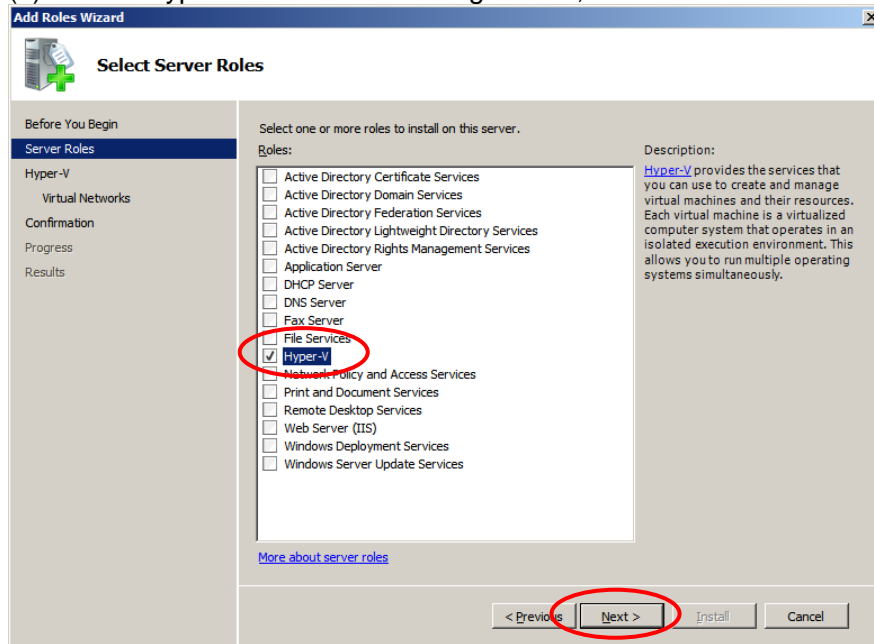 Add Roles Wizard
Select Server Roles
Before You Begin
Server Roles
Hyper-V
Virtual Networks
Confirmation
Progress
Results
Select one or more roles to install on this server.
Roles:
Active Directory Certificate Services
Active Directory Domain Services
Active Directory Federation Services
Active Directory Lightweight Directory Services
Active Directory Rights Management Services
Application Server
DHCP Server
DNS Server
Fax Server
File Services
Hyper-V
Network Policy and Access Services
Print and Document Services
Remote Desktop Services
Web Server (IIS)
Windows Deployment Services
Windows Server Update Services
More about server roles
Description:
Hyper-V provides the services that
you can use to create and manage
virtual machines and their resources.
Each virtual machine is a virtualized
computer system that operates in an
isolated execution environment. This
allows you to run multiple operating
systems simultaneously.
< Previous
Next >
Install
Cancel